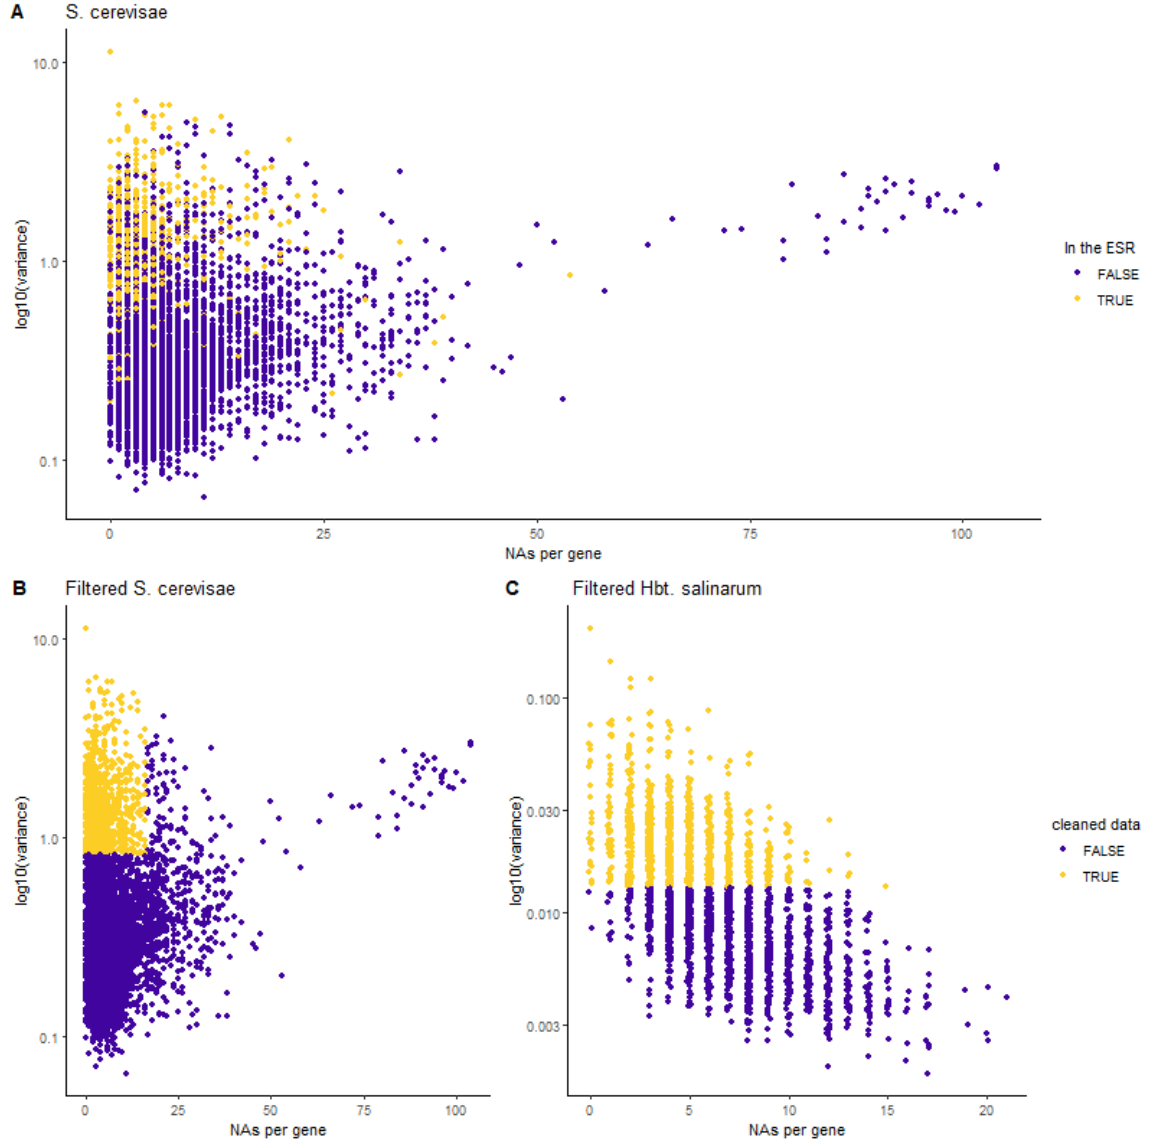 A S. cerevisae
10.0
1.0
0.1
log10(variance)
0 25 50 75 100
NAs per gene
In the ESR
FALSE
TRUE
B Filtered S. cerevisae
10.0
1.0
0.1
log10(variance)
0 25 50 75 100
NAs per gene
C Filtered Hbt. salinarum
0.100
0.030
0.010
0.003
log10(variance)
0 5 10 15 20
NAs per gene
cleaned data
FALSE
TRUE